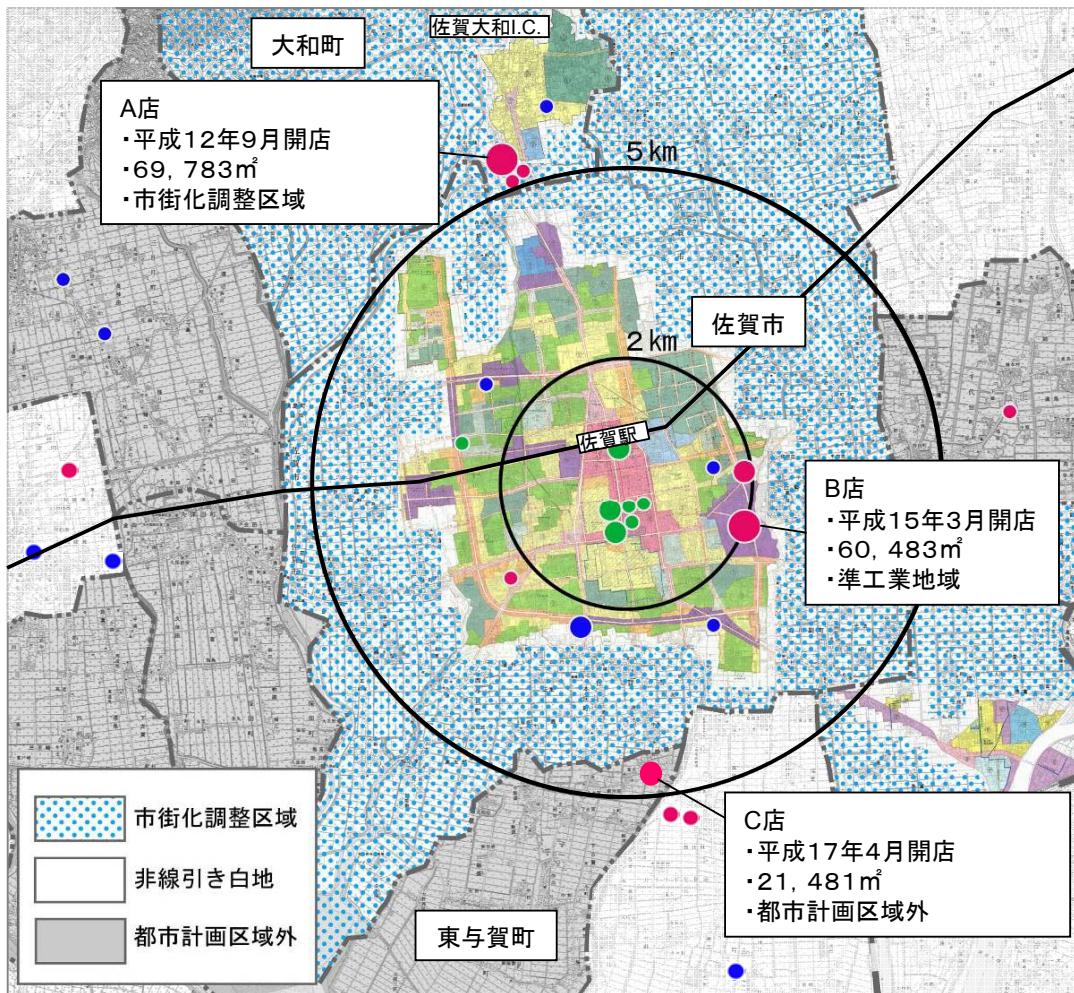 大和町
佐賀大和I.C.
A店
・平成12年9月開店
・69，783㎡
・市街化調整区域
5km
佐賀市
2km
佐賀駅
B店
・平成15年3月開店
・60，483㎡
・準工業地域
C店
・平成17年4月開店
・21，481㎡
・都市計画区域外
東与賀町
市街化調整区域
非線引き白地
都市計画区域外